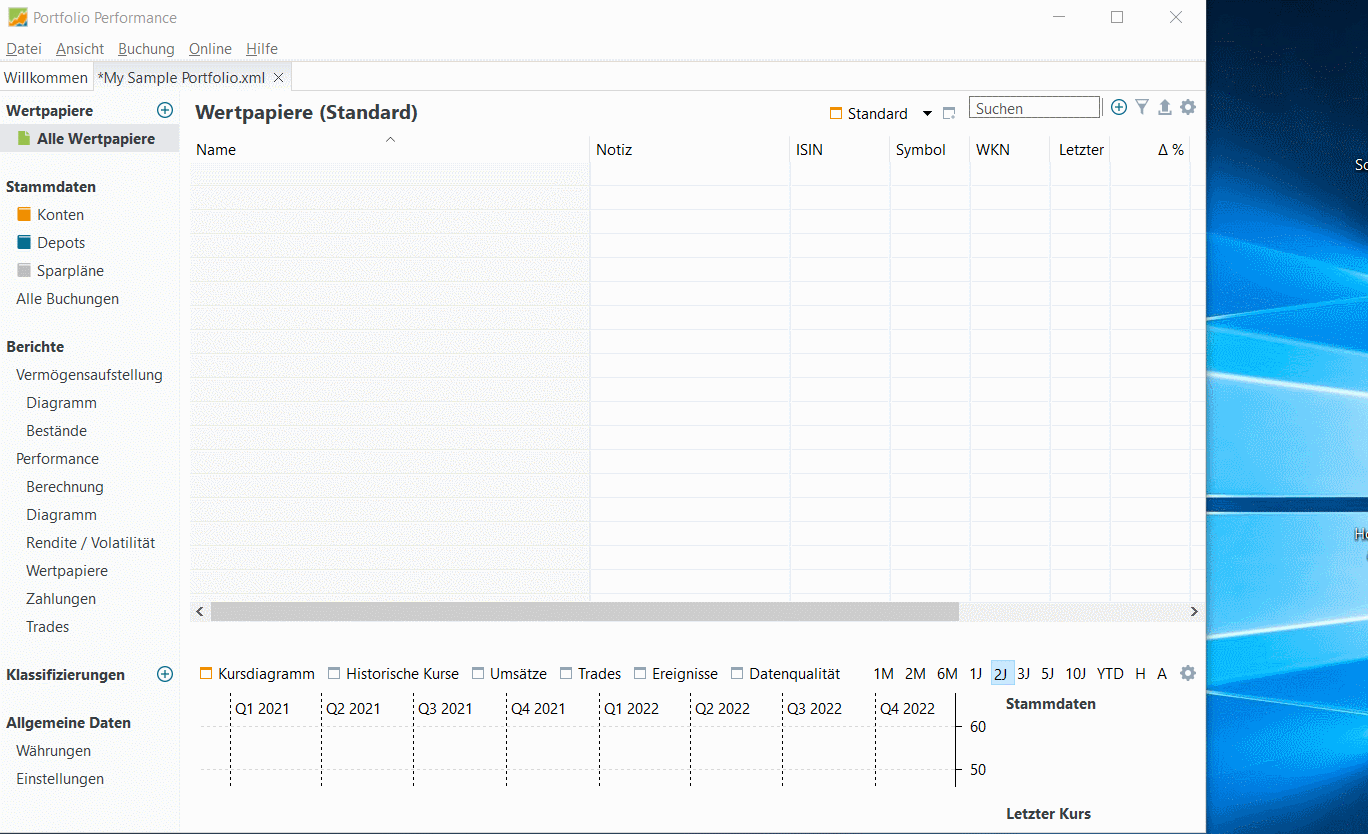 Portfolio Performance
Datei Ansicht Buchung Online Hilfe
Willkommen *My Sample Portfolio.xml
Wertpapiere
Alle Wertpapiere
Stammdaten
Konten
Depots
Sparpläne
Alle Buchungen
Berichte
Vermögensaufstellung
Diagramm
Bestände
Performance
Berechnung
Diagramm
Rendite / Volatilität
Wertpapiere
Zahlungen
Trades
Klassifizierungen
Allgemeine Daten
Währungen
Einstellungen
Wertpapiere (Standard) Standard Suchen
Name Notiz ISIN Symbol WKN Letzter Δ %
Kursdiagramm Historische Kurse Umsätze Trades Ereignisse Datenqualität 1M 2M 6M 1J 2J 3J 5J 10J YTD H A
Q1 2021 Q2 2021 Q3 2021 Q4 2021 Q1 2022 Q2 2022 Q3 2022 Q4 2022
60
50
Stammdaten
Letzter Kurs